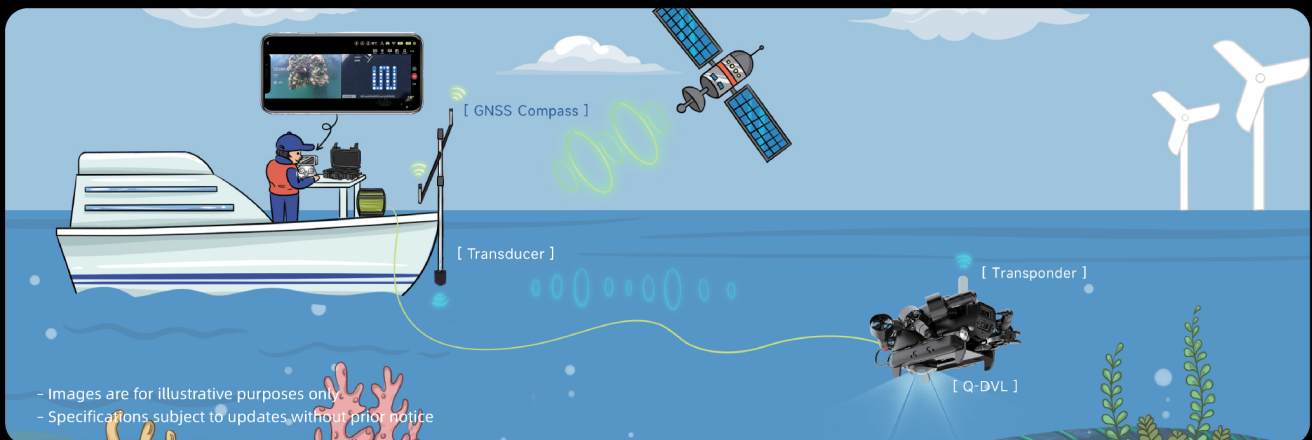 [ GNSS Compass ]
[ Transducer ]
[ Transponder ]
[ Q-DVL ]
– Images are for illustrative purposes only
– Specifications subject to updates without prior notice